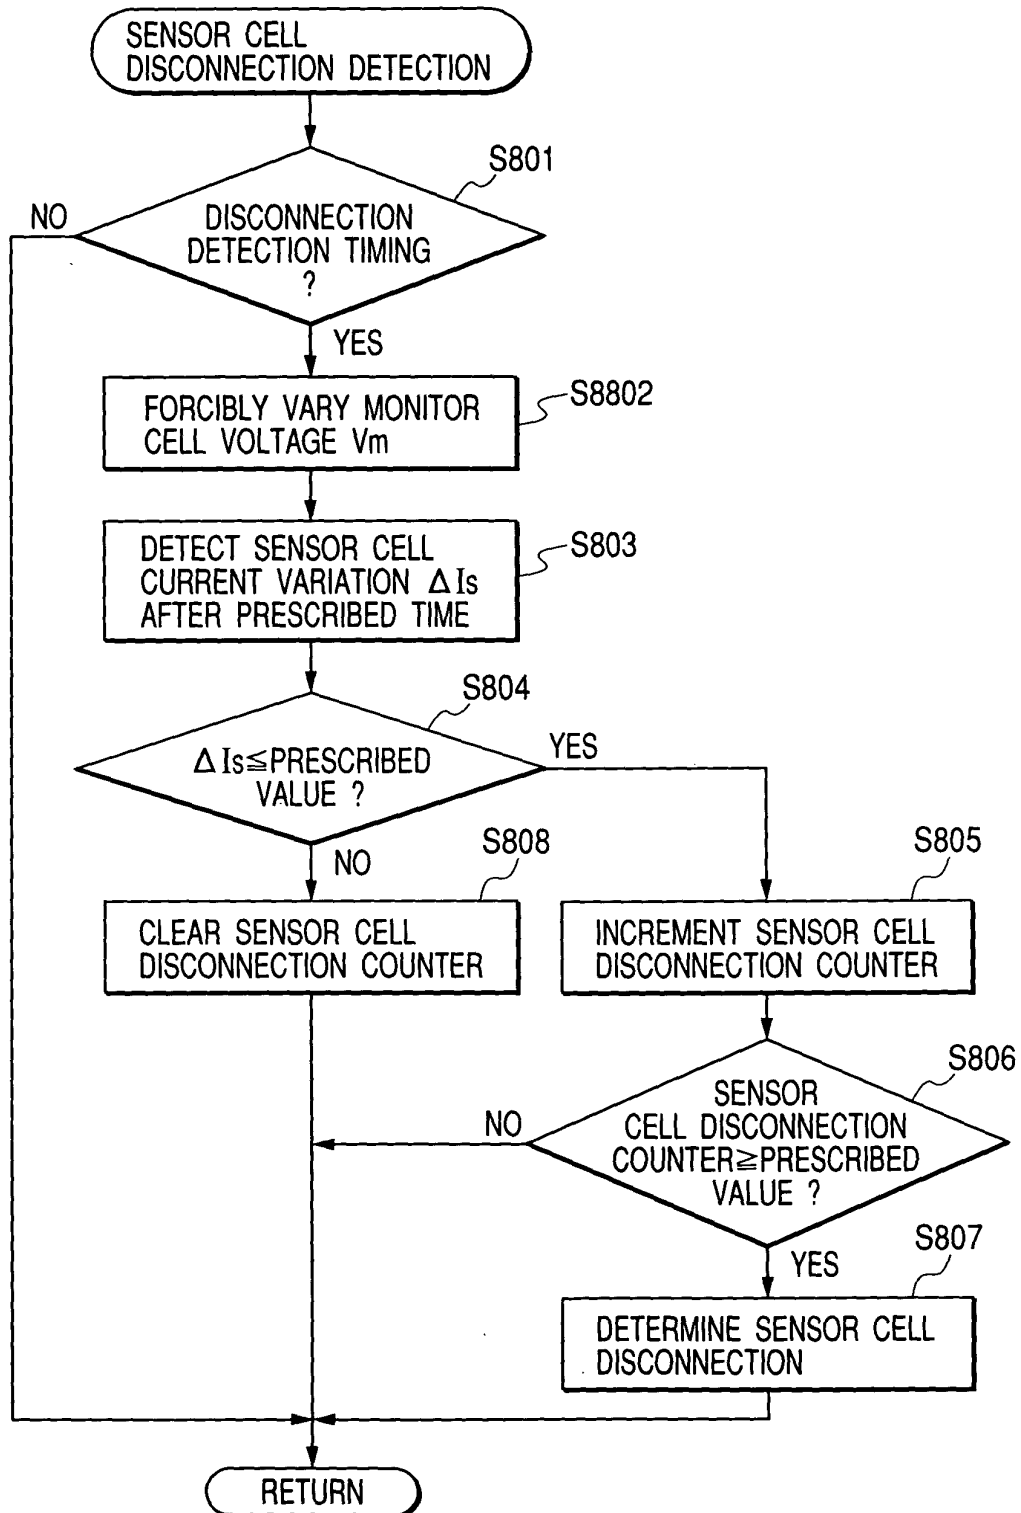 SENSOR CELL
DISCONNECTION DETECTION
S801
NO
DISCONNECTION
DETECTION TIMING
?
YES
S8802
FORCIBLY VARY MONITOR
CELL VOLTAGE Vm
S803
DETECT SENSOR CELL
CURRENT VARIATION Δ Is
AFTER PRESCRIBED TIME
S804
Δ Is≦PRESCRIBED
VALUE ?
YES
NO
S808
CLEAR SENSOR CELL
DISCONNECTION COUNTER
S805
INCREMENT SENSOR CELL
DISCONNECTION COUNTER
S806
SENSOR
CELL DISCONNECTION
COUNTER≧PRESCRIBED
VALUE ?
NO
YES
S807
DETERMINE SENSOR CELL
DISCONNECTION
RETURN